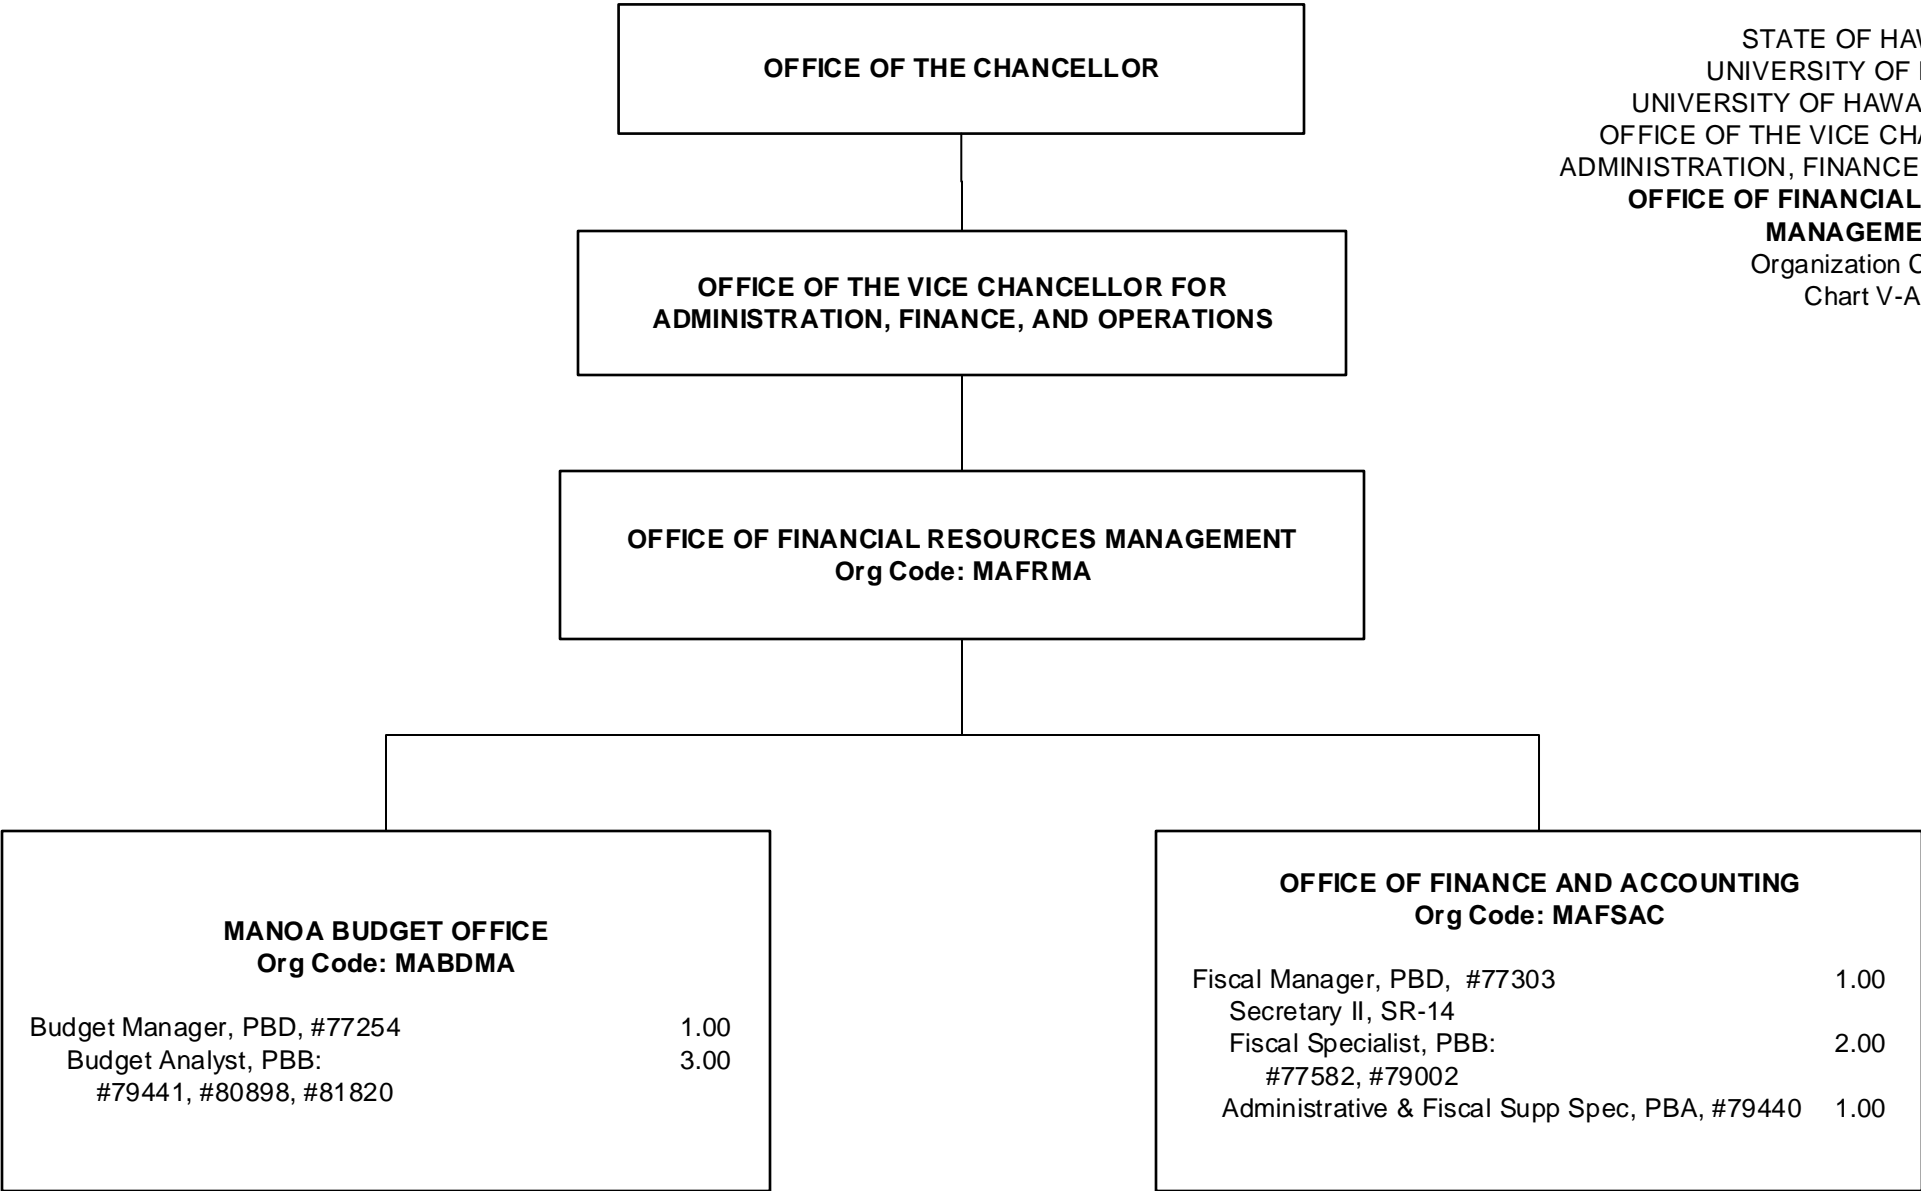 OFFICE OF THE CHANCELLOR
STATE OF
UNIVERSITY OF
UNIVERSITY OF
OFFICE OF THE VICE
ADMINISTRATION, FINANCE
OFFICE OF FINANCIAL
Organization
Chart V-A
OFFICE OF THE VICE CHANCELLOR FOR
ADMINISTRATION, FINANCE, AND OPERATIONS
OFFICE OF FINANCIAL RESOURCES MANAGEMENT
Org Code: MAFRMA
MANOA BUDGET OFFICE
Org Code: MABDMA
Budget Manager, PBD, #77254 1.00
Budget Analyst, PBB: 3.00
#79441, #80898, #81820
OFFICE OF FINANCE AND ACCOUNTING
Org Code: MAFSAC
Fiscal Manager, PBD, #77303 1.00
Secretary II, SR-14
Fiscal Specialist, PBB: 2.00
#77582, #79002
Administrative & Fiscal Supp Spec, PBA, #79440 1.00